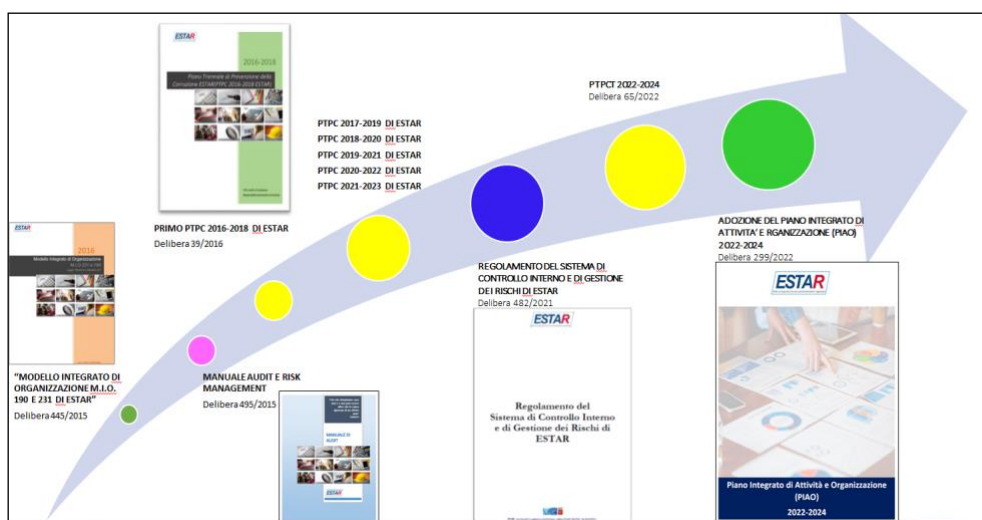 ESTAR
2016-2018
Piano Triennale di Prevenzione della
Corruzione ESTAR(PTPC 2016-2018 ESTAR)
PRIMO PTPC 2016-2018 DI ESTAR
Delibera 39/2016
PTPC 2017-2019 DI ESTAR
PTPC 2018-2020 DI ESTAR
PTPC 2019-2021 DI ESTAR
PTPC 2020-2022 DI ESTAR
PTPC 2021-2023 DI ESTAR
PTPCT 2022-2024
Delibera 65/2022
ESTAR
2016
Modello Integrato di Organizzazione
"MODELLO INTEGRATO DI
ORGANIZZAZIONE M.I.O.
190 E 231 DI ESTAR"
Delibera 445/2015
MANUALE AUDIT E RISK
MANAGEMENT
Delibera 495/2015
MANUALE DI
AUDIT
ESTAR
REGOLAMENTO DEL SISTEMA DI
CONTROLLO INTERNO E DI GESTIONE
DEI RISCHI DI ESTAR
Delibera 482/2021
ESTAR
Regolamento del
Sistema di Controllo Interno
e di Gestione dei Rischi di
ESTAR
ADOZIONE DEL PIANO INTEGRATO DI
ATTIVITA' E RGANIZZAZIONE (PIAO)
2022-2024
Delibera 299/2022
ESTAR
Piano Integrato di Attività e Organizzazione
(PIAO)
2022-2024